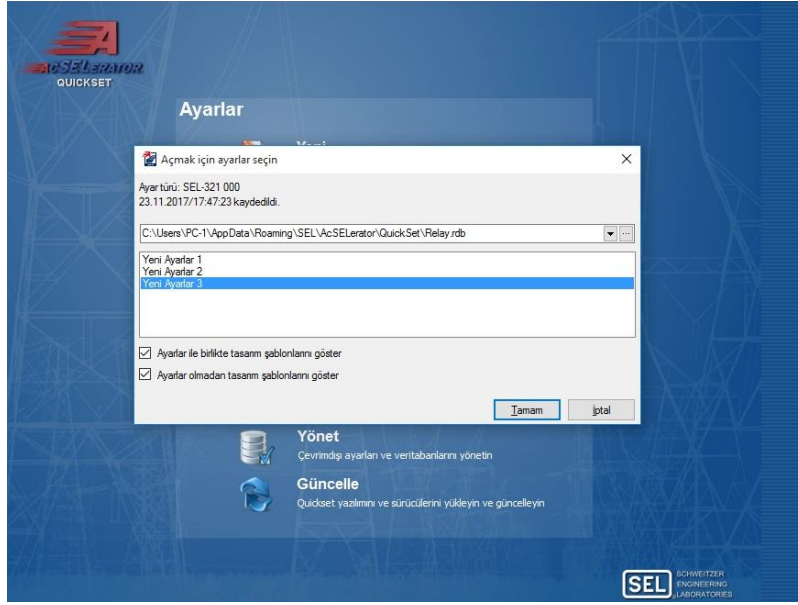 ACSELERATOR
QUICKSET
Ayarlar
Açmak için ayarlar seçin
Ayar türü: SEL-321 000
23.11.2017/17:47:23 kaydedildi.
C:\Users\PC-1\AppData\Roaming\SEL\AcSELerator\QuickSet\Relay.rdb
Yeni Ayarlar 1
Yeni Ayarlar 2
Yeni Ayarlar 3
Ayarlar ile birlikte tasarım şablonlarını göster
Ayarlar olmadan tasarım şablonlarını göster
Tamam
İptal
Yönet
Çevrimdışı ayarları ve veritabanlarını yönetin
Güncelle
Quickset yazılımını ve sürücülerini yükleyin ve güncelleyin
SEL
SCHWEITZER
ENGINEERING
LABORATORIES